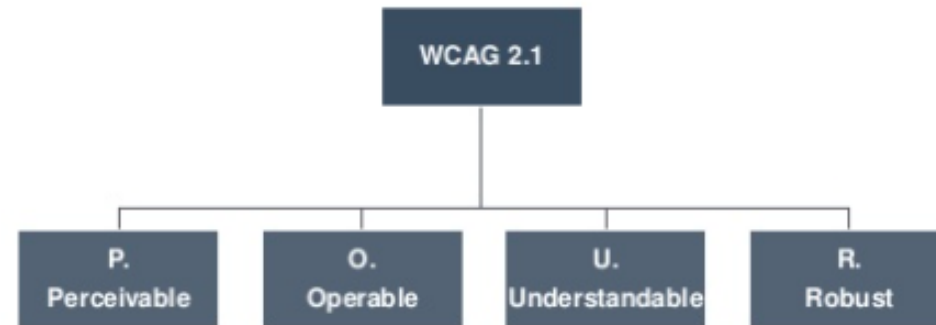 WCAG 2.1
P.
Perceivable
O.
Operable
U.
Understandable
R.
Robust